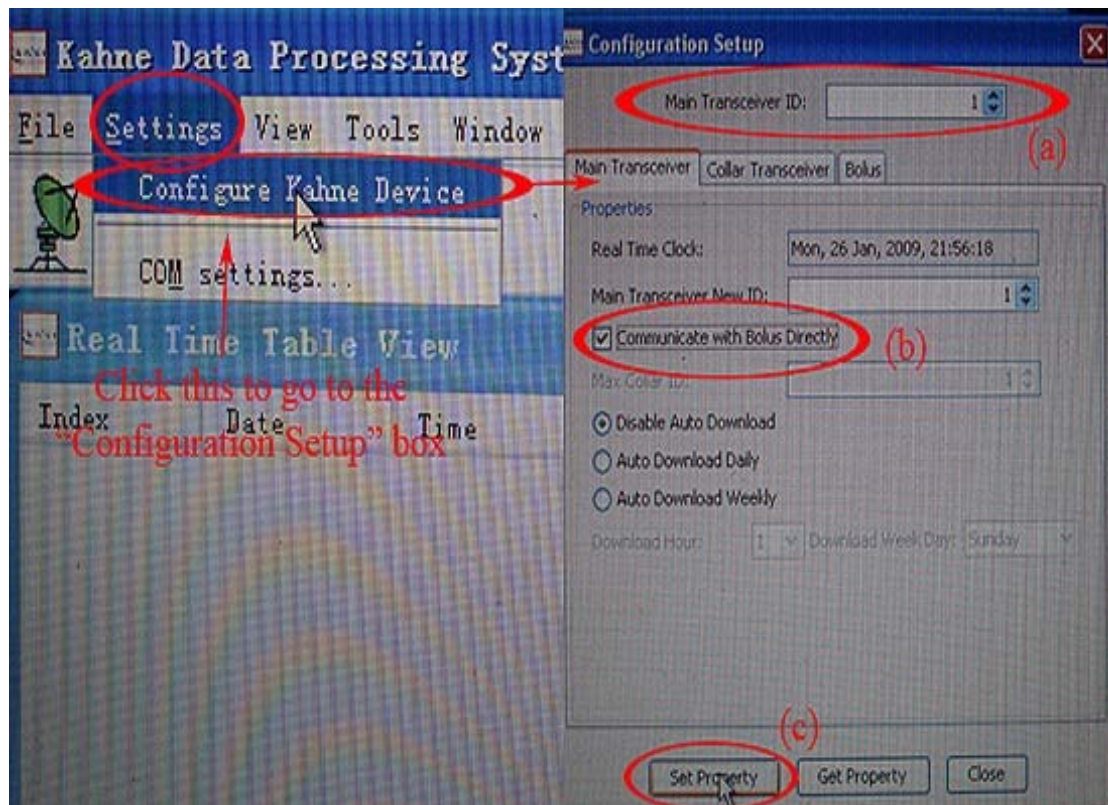 Kahne Data Processing Syst
File Settings View Tools Window
Configure Kahne Device
COM settings...
Real Time Table View
Click this to go to the
Index Date Time
"Configuration Setup" box
Configuration Setup
Main Transceiver ID: 1
(a)
Main Transceiver Collar Transceiver Bolus
Properties
Real Time Clock: Mon, 26 Jan, 2009, 21:56:18
Main Transceiver New ID: 1
Communicate with Bolus Directly
(b)
Max Collar ID: 1
Disable Auto Download
Auto Download Daily
Auto Download Weekly
Download Hour: 1 Download Week Day: Sunday
(c)
Set Property Get Property Close